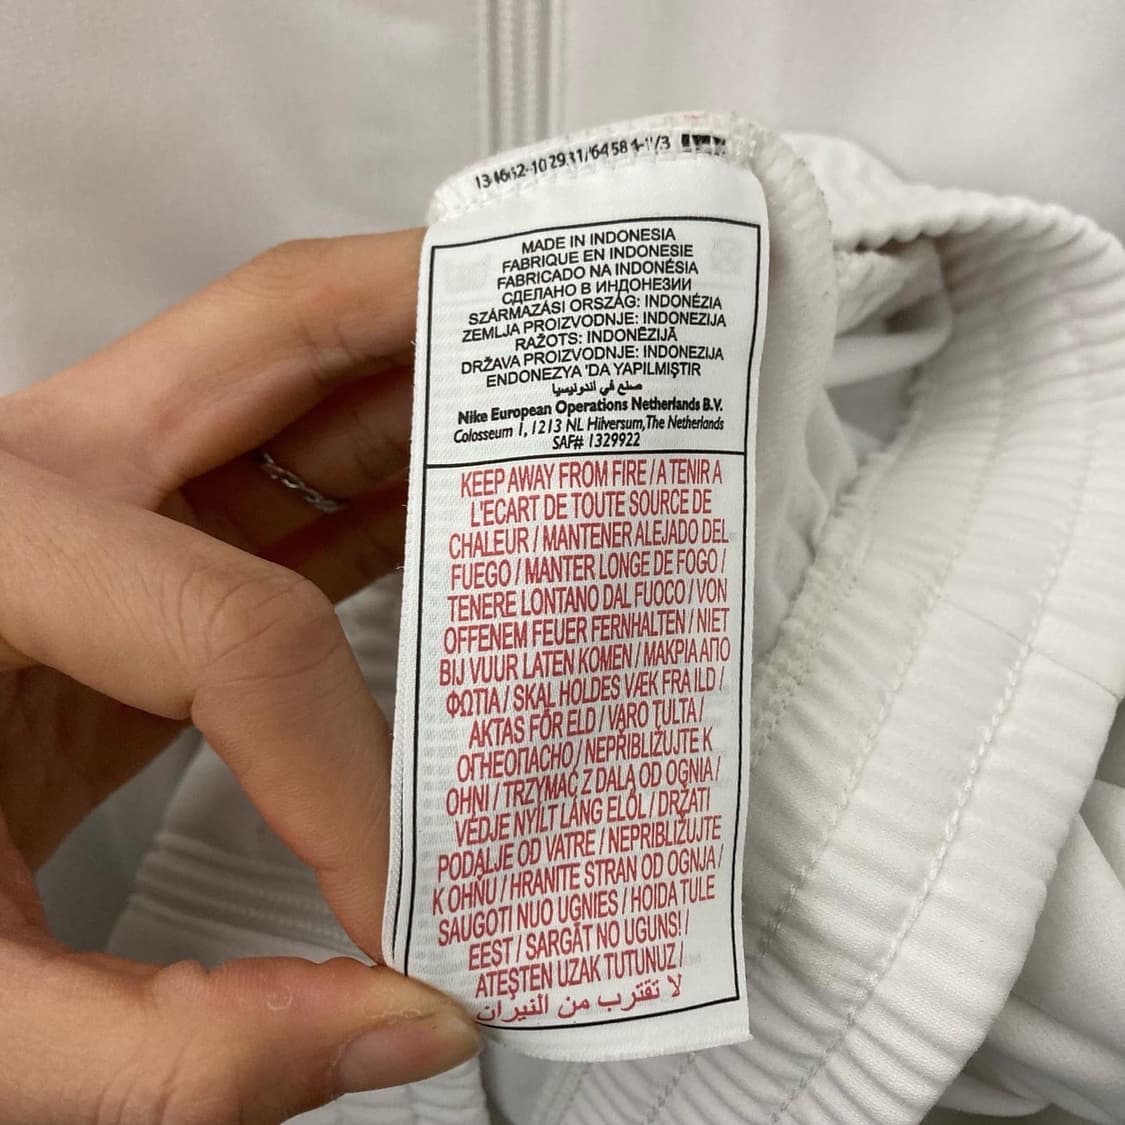 MADE IN INDONESIA
FABRIQUE EN INDONESIE
FABRICADO NA INDONÉSIA
СДЕЛАНО В ИНДОНЕЗИИ
SZÁRMAZÁSI ORSZÁG: INDONÉZIA
ZEMLJA PROIZVODNJE: INDONEZIJA
RAŽOTS: INDONĒZIJĀ
DRŽAVA PROIZVODNJE: INDONEZIJA
ENDONEZYA 'DA YAPILMIŞTIR
صنع في اندونيسيا
Nike European Operations Netherlands B.V.
Colosseum 1, 1213 NL Hilversum, The Netherlands
SAF# 1329922
KEEP AWAY FROM FIRE / A TENIR A
L'ECART DE TOUTE SOURCE DE
CHALEUR / MANTENER ALEJADO DEL
FUEGO / MANTER LONGE DE FOGO /
TENERE LONTANO DAL FUOCO / VON
OFFENEM FEUER FERNHALTEN / NIET
BIJ VUUR LATEN KOMEN / ΜΑΚΡΙΑ ΑΠΟ
ΦΩΤΙΑ / SKAL HOLDES VÆK FRA ILD /
AKTAS FÖR ELD / VARO TULTA /
ОГНЕОПАСНО / NEPŘIBLIŽUJTE K
OHNI / TRZYMAĆ Z DALA OD OGNIA /
VÉDJE NYÍLT LÁNG ELŐL / DRŽATI
PODALJE OD VATRE / NEPRIBLIŽUJTE
K OHŇU / HRANITE STRAN OD OGNJA /
SAUGOTI NUO UGNIES / HOIDA TULE
EEST / SARGĀT NO UGUNS! /
ATEŞTEN UZAK TUTUNUZ /
لا تقترب من النيران